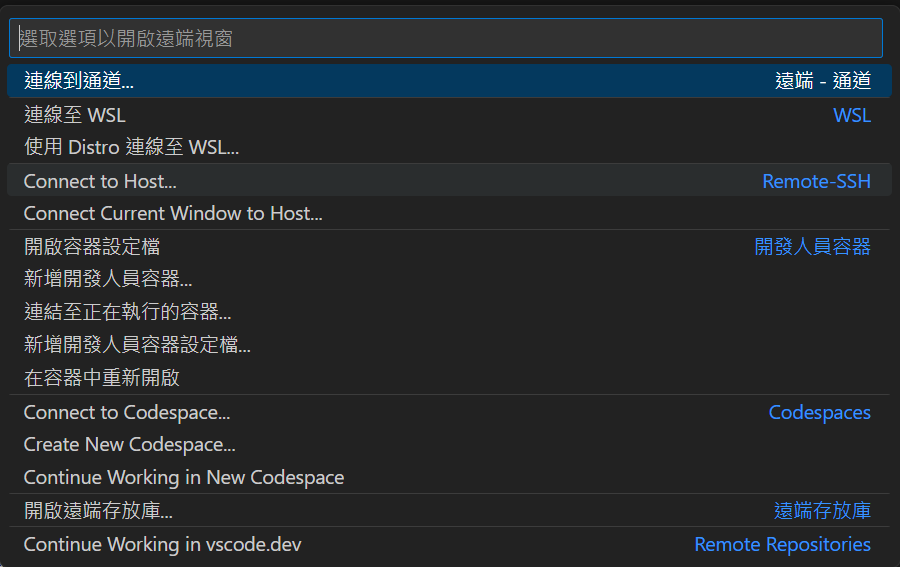 選取選項以開啟遠端視窗
連線到通道... 遠端 - 通道
連線至 WSL WSL
使用 Distro 連線至 WSL...
Connect to Host... Remote-SSH
Connect Current Window to Host...
開啟容器設定檔 開發人員容器
新增開發人員容器...
連結至正在執行的容器...
新增開發人員容器設定檔...
在容器中重新開啟
Connect to Codespace... Codespaces
Create New Codespace...
Continue Working in New Codespace
開啟遠端存放庫... 遠端存放庫
Continue Working in vscode.dev Remote Repositories